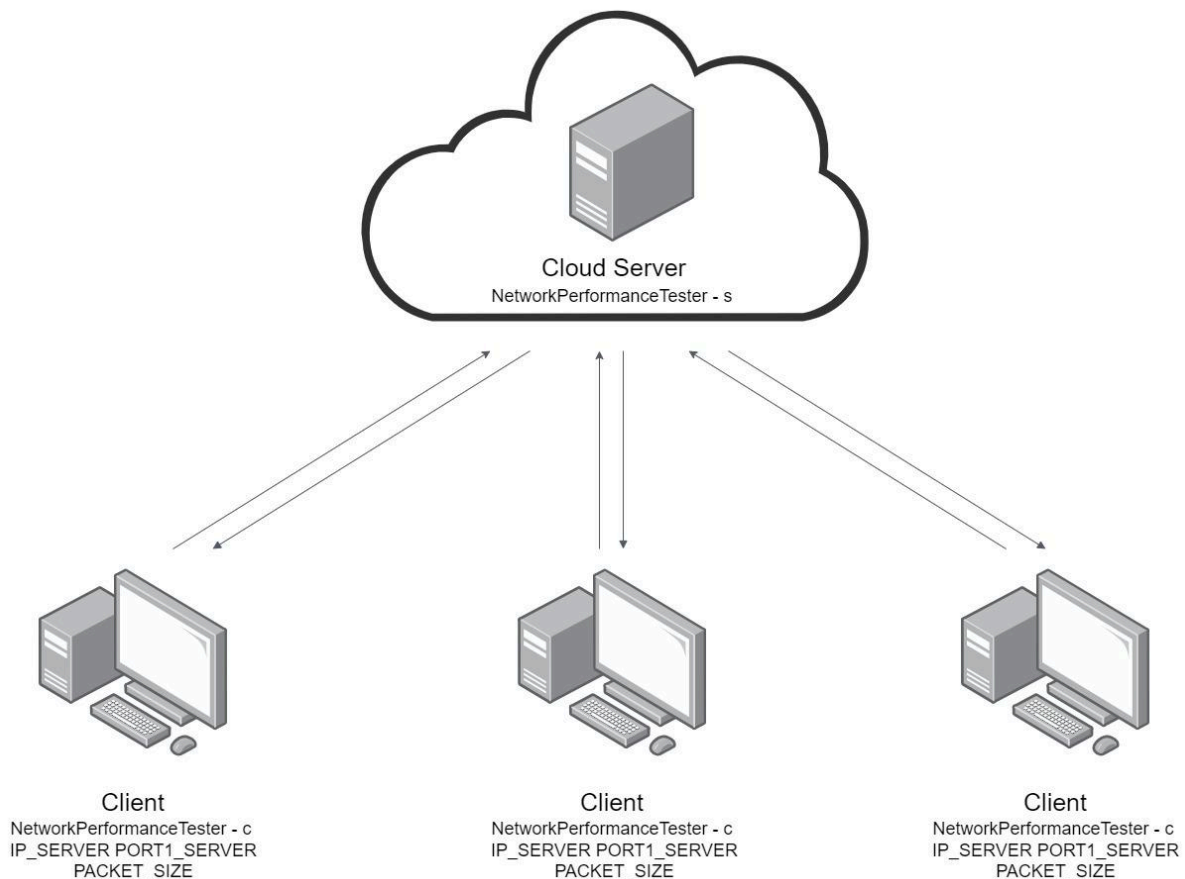 Cloud Server
NetworkPerformanceTester - s
Client
NetworkPerformanceTester - c
IP_SERVER PORT1_SERVER
PACKET_SIZE
Client
NetworkPerformanceTester - c
IP_SERVER PORT1_SERVER
PACKET_SIZE
Client
NetworkPerformanceTester - c
IP_SERVER PORT1_SERVER
PACKET_SIZE